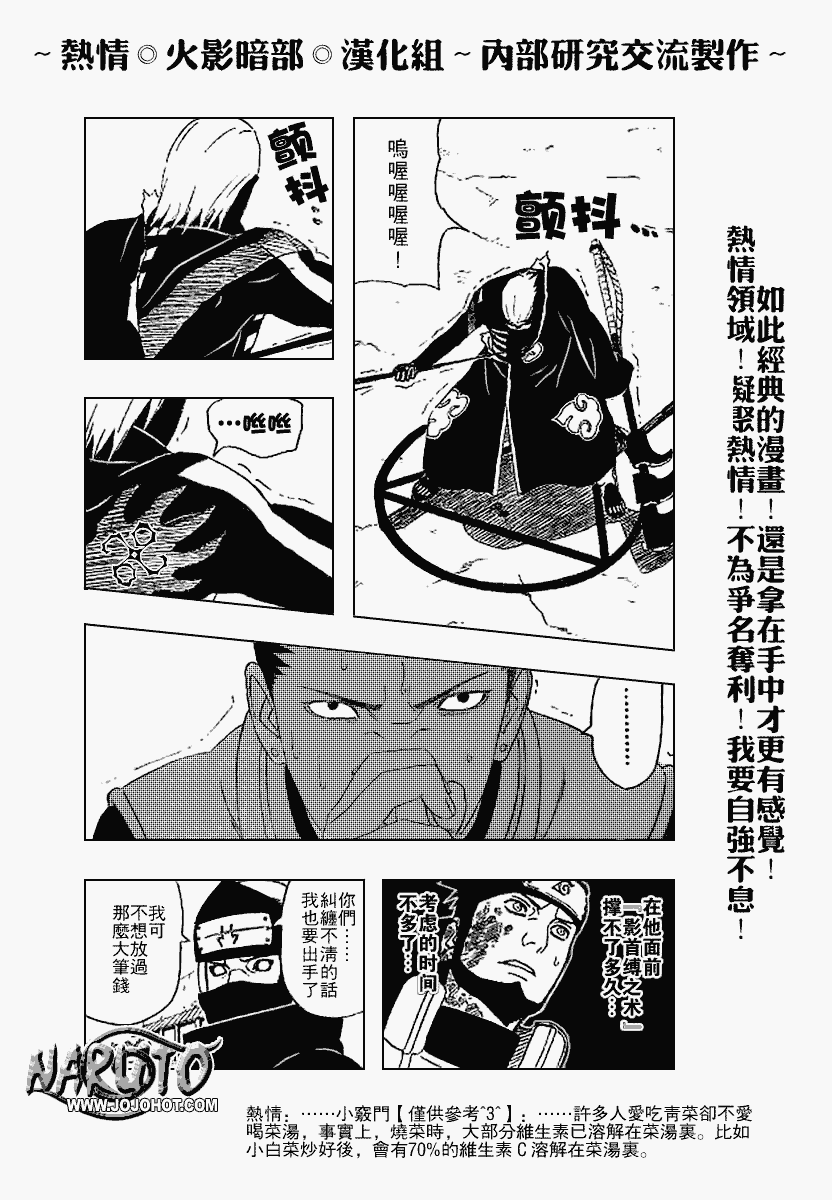 ~熱情◎火影暗部◎漢化組~內部研究交流製作~
嗚喔喔喔喔！
顫抖…
顫抖…
咝咝…
………
在他面前
『影首缚之术』
撑不了多久…
考虑的时间
不多了…
你們……
糾纏不清的話
我也要出手了
我可
不想放過
那麼大筆錢
如此經典的漫畫！還是拿在手中才更有感覺！
熱情領域！疑聚熱情！不為爭名奪利！我要自強不息！
NARUTO
WWW.JOJOHOT.COM
熱情：……小竅門【僅供參考^3^】：……許多人愛吃青菜卻不愛
喝菜湯，事實上，燒菜時，大部分維生素已溶解在菜湯裏。比如
小白菜炒好後，會有70%的維生素 C 溶解在菜湯裏。